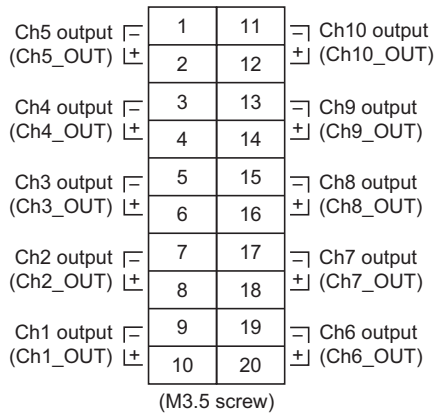 Ch5 output − 1 11 − Ch10 output
(Ch5_OUT) + 2 12 + (Ch10_OUT)
Ch4 output − 3 13 − Ch9 output
(Ch4_OUT) + 4 14 + (Ch9_OUT)
Ch3 output − 5 15 − Ch8 output
(Ch3_OUT) + 6 16 + (Ch8_OUT)
Ch2 output − 7 17 − Ch7 output
(Ch2_OUT) + 8 18 + (Ch7_OUT)
Ch1 output − 9 19 − Ch6 output
(Ch1_OUT) + 10 20 + (Ch6_OUT)
(M3.5 screw)